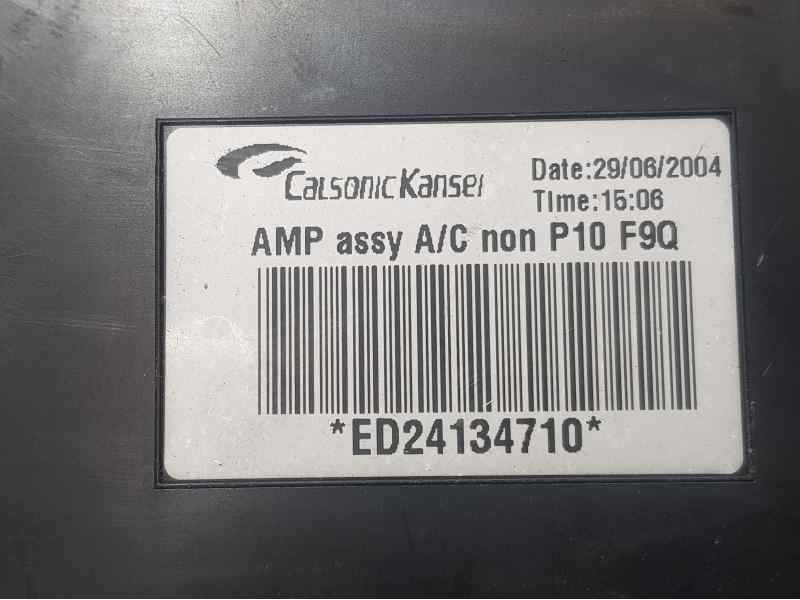 CalsonicKansei
Date:29/06/2004
Time:15:06
AMP assy A/C non P10 F9Q
*ED24134710*